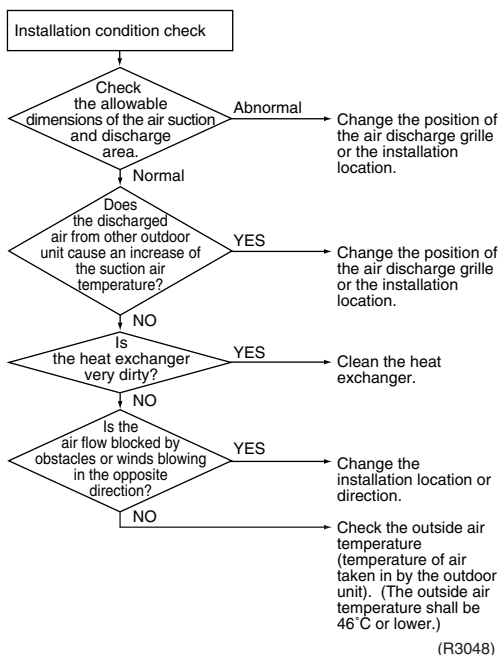 Installation condition check
Check
the allowable
dimensions of the air suction
and discharge
area.
Abnormal
Change the position of
the air discharge grille
or the installation
location.
Normal
Does
the discharged
air from other outdoor
unit cause an increase of
the suction air
temperature?
YES
Change the position of
the air discharge grille
or the installation
location.
NO
Is
the heat exchanger
very dirty?
YES
Clean the heat
exchanger.
NO
Is the
air flow blocked by
obstacles or winds blowing
in the opposite
direction?
YES
Change the
installation location or
direction.
NO
Check the outside air
temperature
(temperature of air
taken in by the outdoor
unit). (The outside air
temperature shall be
46˚C or lower.)
(R3048)